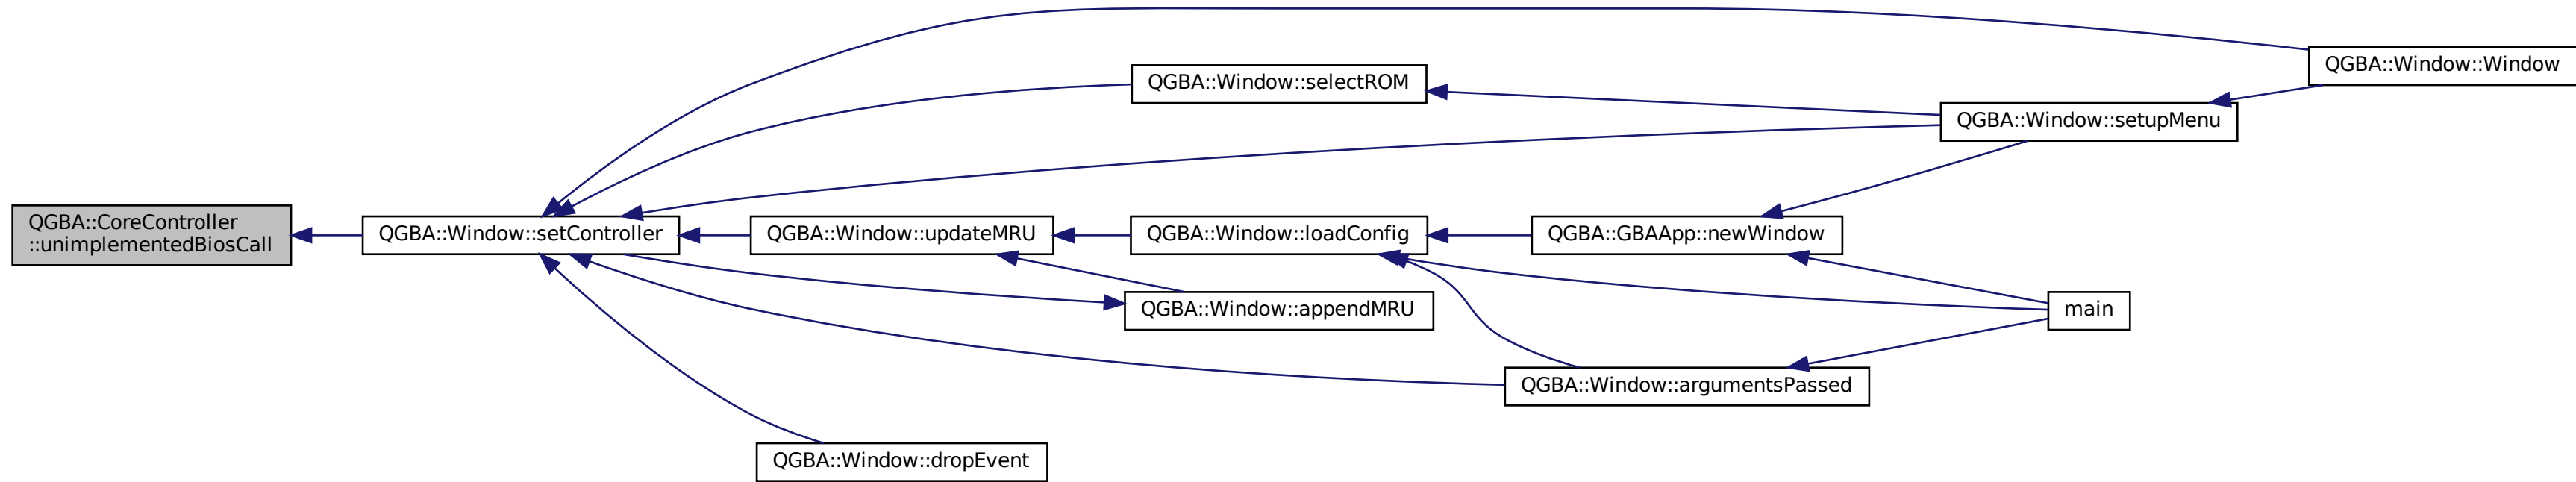 QGBA::Window::Window
QGBA::Window::selectROM
QGBA::Window::setupMenu
QGBA::CoreController
::unimplementedBiosCall
QGBA::Window::setController
QGBA::Window::updateMRU
QGBA::Window::loadConfig
QGBA::GBAApp::newWindow
QGBA::Window::appendMRU
main
QGBA::Window::argumentsPassed
QGBA::Window::dropEvent